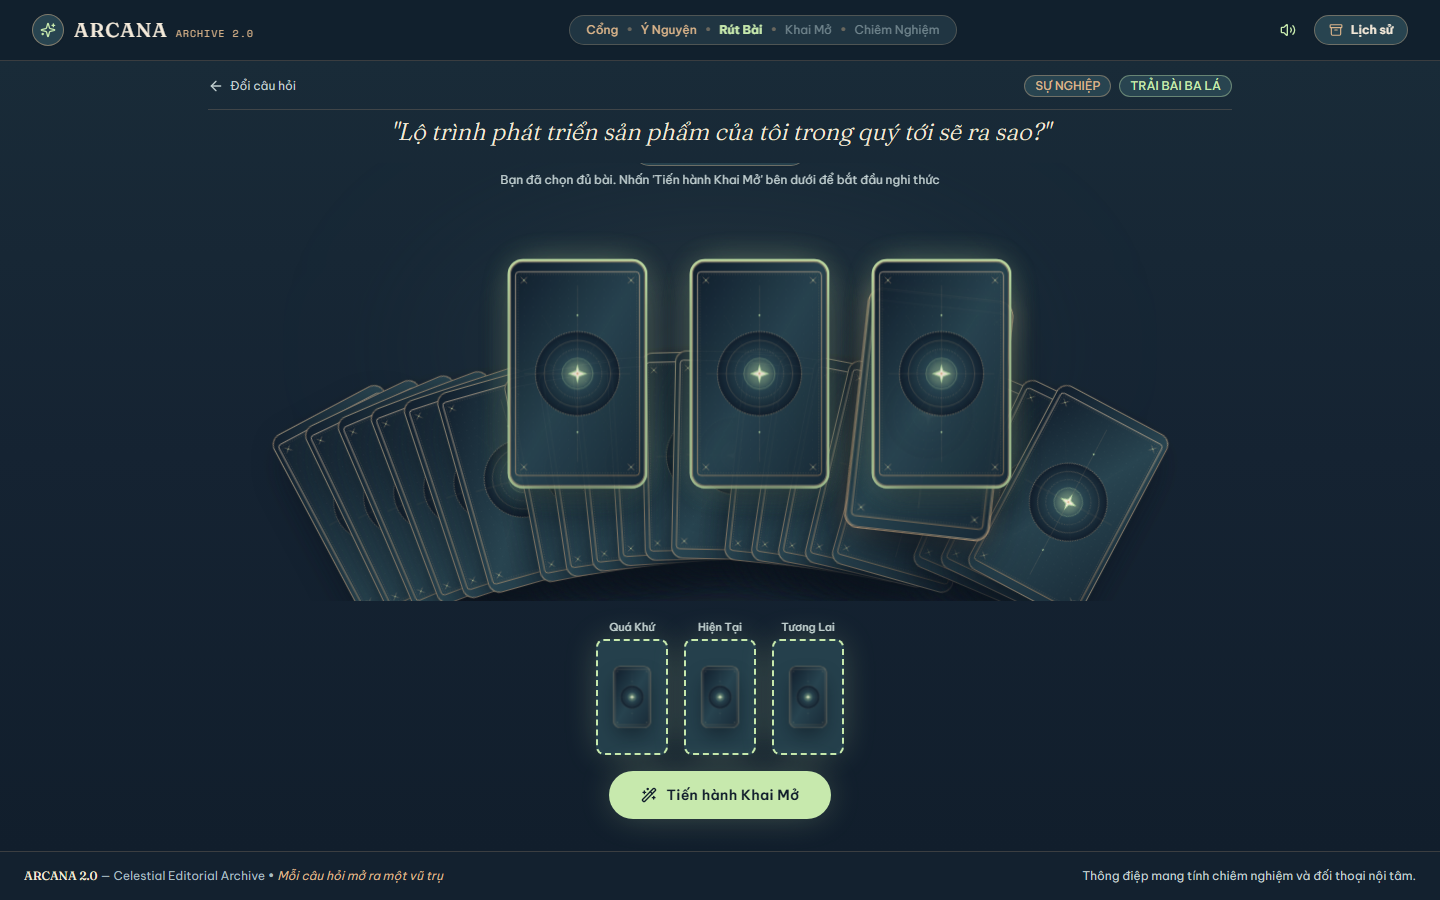 ARCANA ARCHIVE 2.0
Cổng • Ý Nguyện • Rút Bài • Khai Mở • Chiêm Nghiệm
Lịch sử
Đổi câu hỏi
SỰ NGHIỆP
TRẢI BÀI BA LÁ
"Lộ trình phát triển sản phẩm của tôi trong quý tới sẽ ra sao?"
Bạn đã chọn đủ bài. Nhấn 'Tiến hành Khai Mở' bên dưới để bắt đầu nghi thức
Quá Khứ
Hiện Tại
Tương Lai
Tiến hành Khai Mở
ARCANA 2.0 — Celestial Editorial Archive • Mỗi câu hỏi mở ra một vũ trụ
Thông điệp mang tính chiêm nghiệm và đối thoại nội tâm.